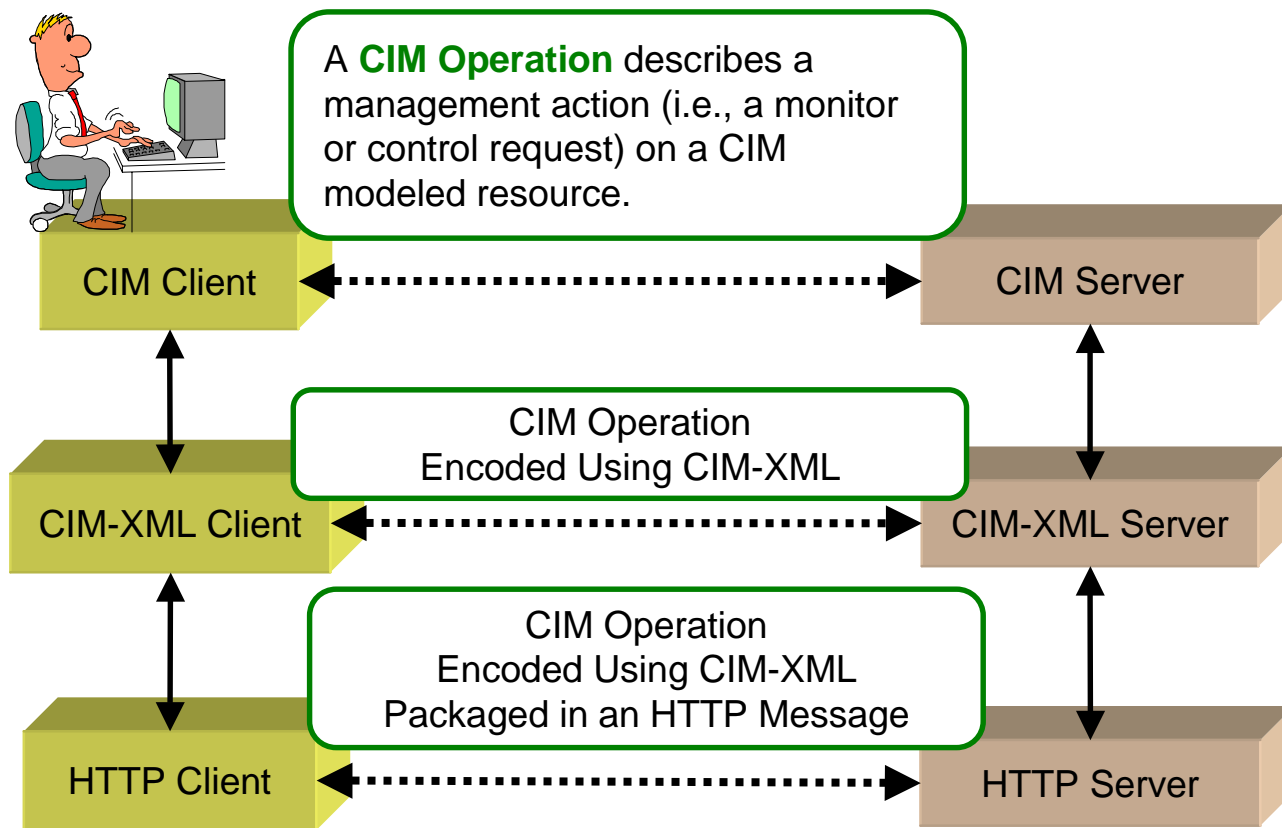 A CIM Operation describes a
management action (i.e., a monitor
or control request) on a CIM
modeled resource.
CIM Client
CIM Server
CIM Operation
Encoded Using CIM-XML
CIM-XML Client
CIM-XML Server
CIM Operation
Encoded Using CIM-XML
Packaged in an HTTP Message
HTTP Client
HTTP Server